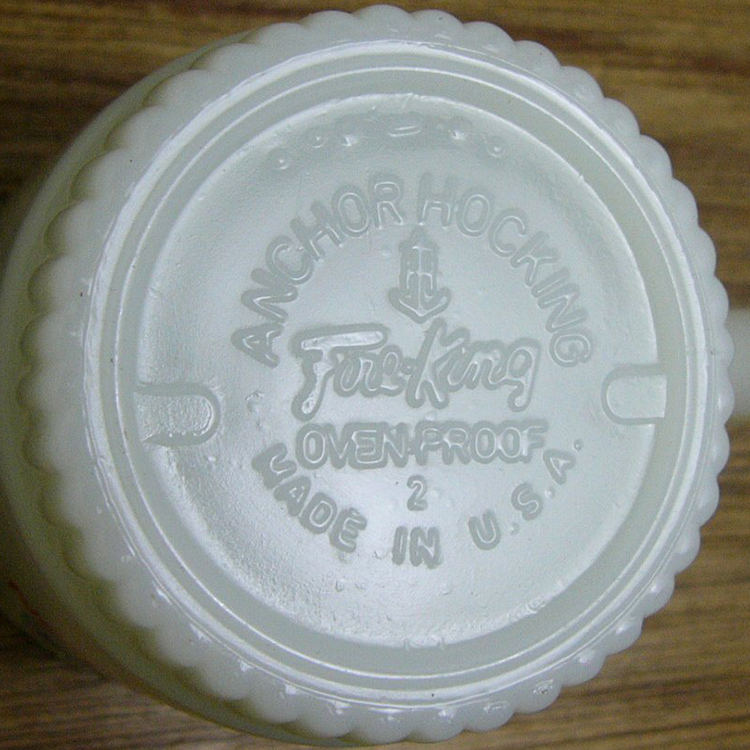 ANCHOR HOCKING
Fire-King
OVEN-PROOF
2
MADE IN U.S.A.